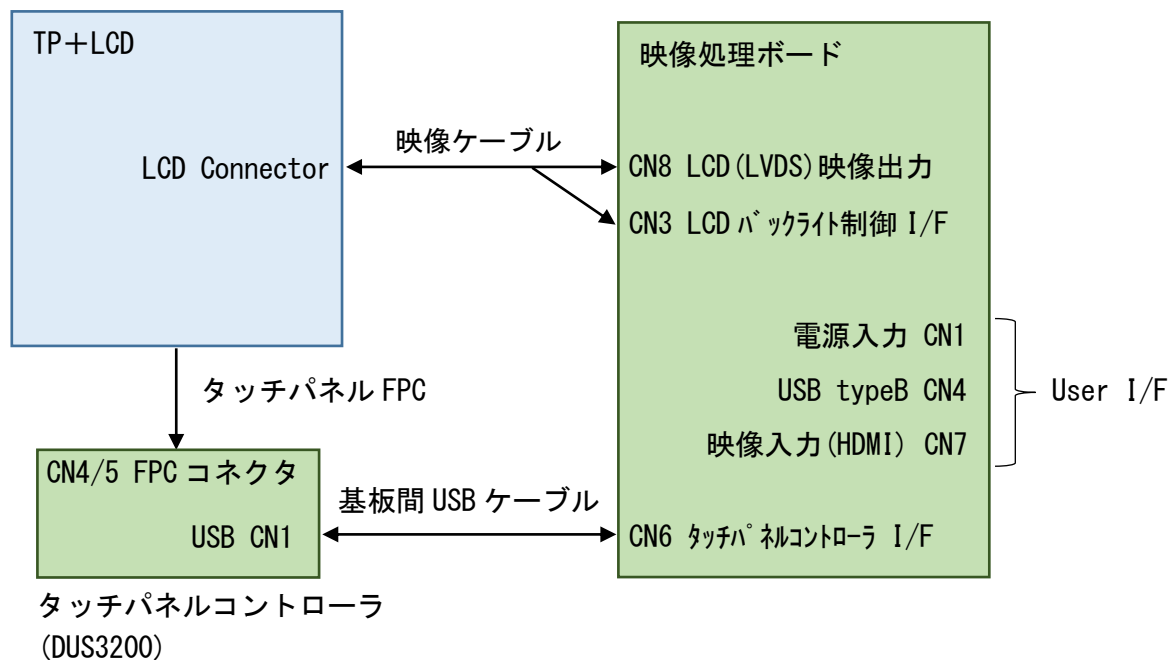 TP+LCD
映像処理ボード
映像ケーブル
LCD Connector
CN8 LCD(LVDS)映像出力
CN3 LCD ﾊﾞｯｸﾗｲﾄ制御 I/F
電源入力 CN1
USB typeB CN4
映像入力(HDMI) CN7
User I/F
タッチパネル FPC
CN4/5 FPC コネクタ
USB CN1
基板間 USB ケーブル
CN6 ﾀｯﾁﾊﾟﾈﾙｺﾝﾄﾛｰﾗ I/F
タッチパネルコントローラ
(DUS3200)